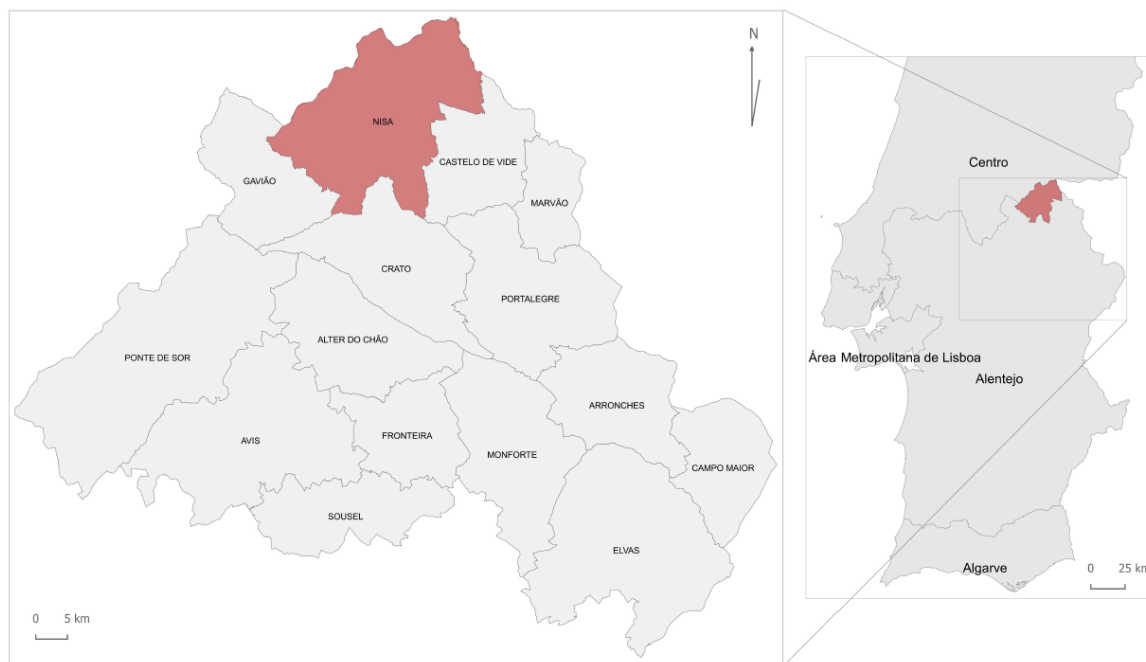 N
NISA
CASTELO DE VIDE
GAVIÃO
MARVÃO
CRATO
PORTALEGRE
ALTER DO CHÃO
PONTE DE SOR
ARRONCHES
AVIS
FRONTEIRA
MONFORTE
CAMPO MAIOR
SOUSEL
ELVAS
0 5 km
Centro
Área Metropolitana de Lisboa
Alentejo
Algarve
0 25 km